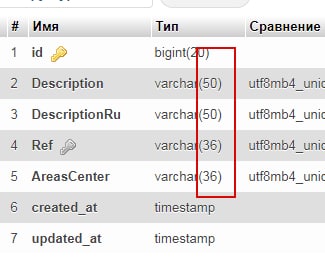 # Имя Тип Сравнение
1 id bigint(20)
2 Description varchar(50) utf8mb4_unic
3 DescriptionRu varchar(50) utf8mb4_unic
4 Ref varchar(36) utf8mb4_unic
5 AreasCenter varchar(36) utf8mb4_unic
6 created_at timestamp
7 updated_at timestamp